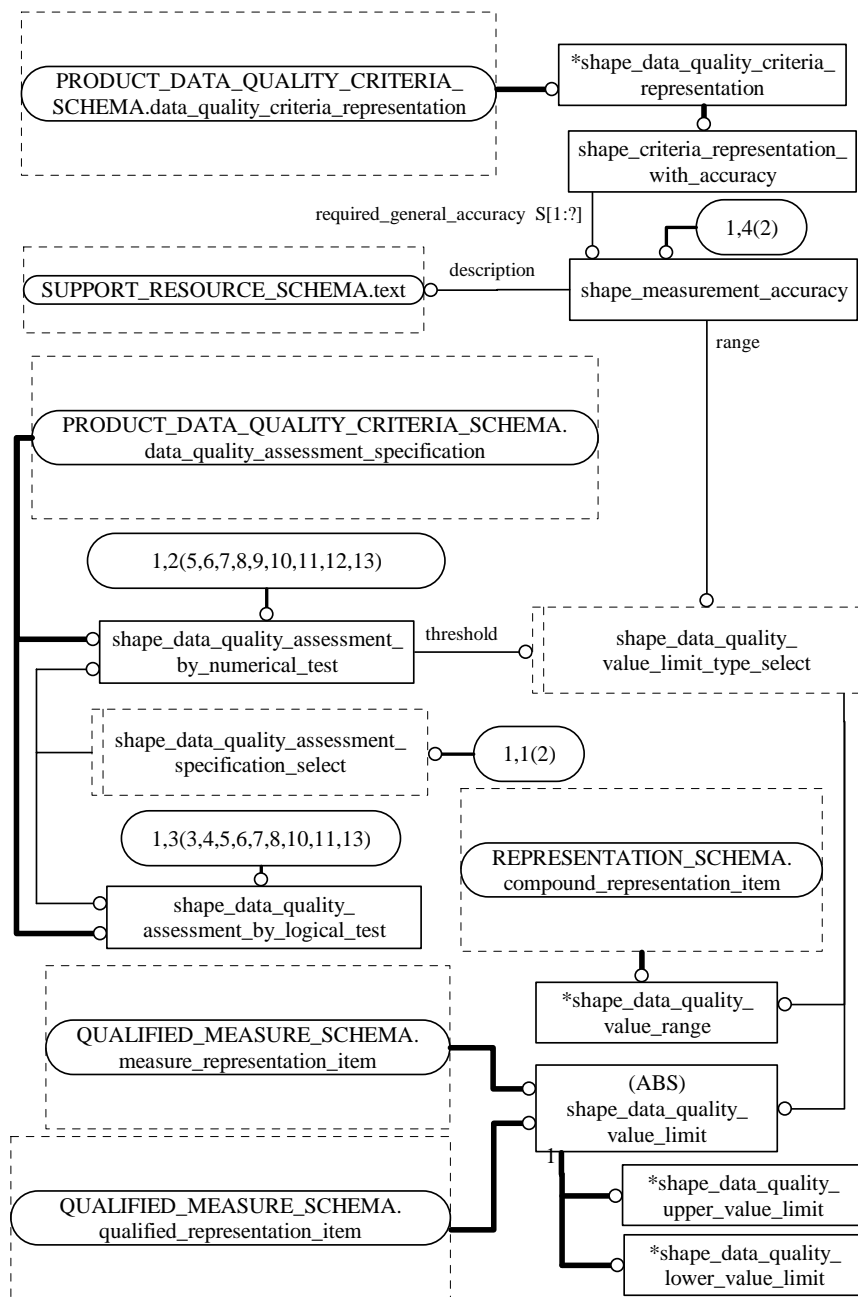 PRODUCT_DATA_QUALITY_CRITERIA_
SCHEMA.data_quality_criteria_representation
*shape_data_quality_criteria_
representation
shape_criteria_representation_
with_accuracy
required_general_accuracy S[1:?]
1,4(2)
description
SUPPORT_RESOURCE_SCHEMA.text
shape_measurement_accuracy
range
PRODUCT_DATA_QUALITY_CRITERIA_SCHEMA.
data_quality_assessment_specification
1,2(5,6,7,8,9,10,11,12,13)
shape_data_quality_assessment_
by_numerical_test
threshold
shape_data_quality_
value_limit_type_select
shape_data_quality_assessment_
specification_select
1,1(2)
1,3(3,4,5,6,7,8,10,11,13)
REPRESENTATION_SCHEMA.
compound_representation_item
shape_data_quality_
assessment_by_logical_test
*shape_data_quality_
value_range
QUALIFIED_MEASURE_SCHEMA.
measure_representation_item
(ABS)
shape_data_quality_
value_limit
1
QUALIFIED_MEASURE_SCHEMA.
qualified_representation_item
*shape_data_quality_
upper_value_limit
*shape_data_quality_
lower_value_limit